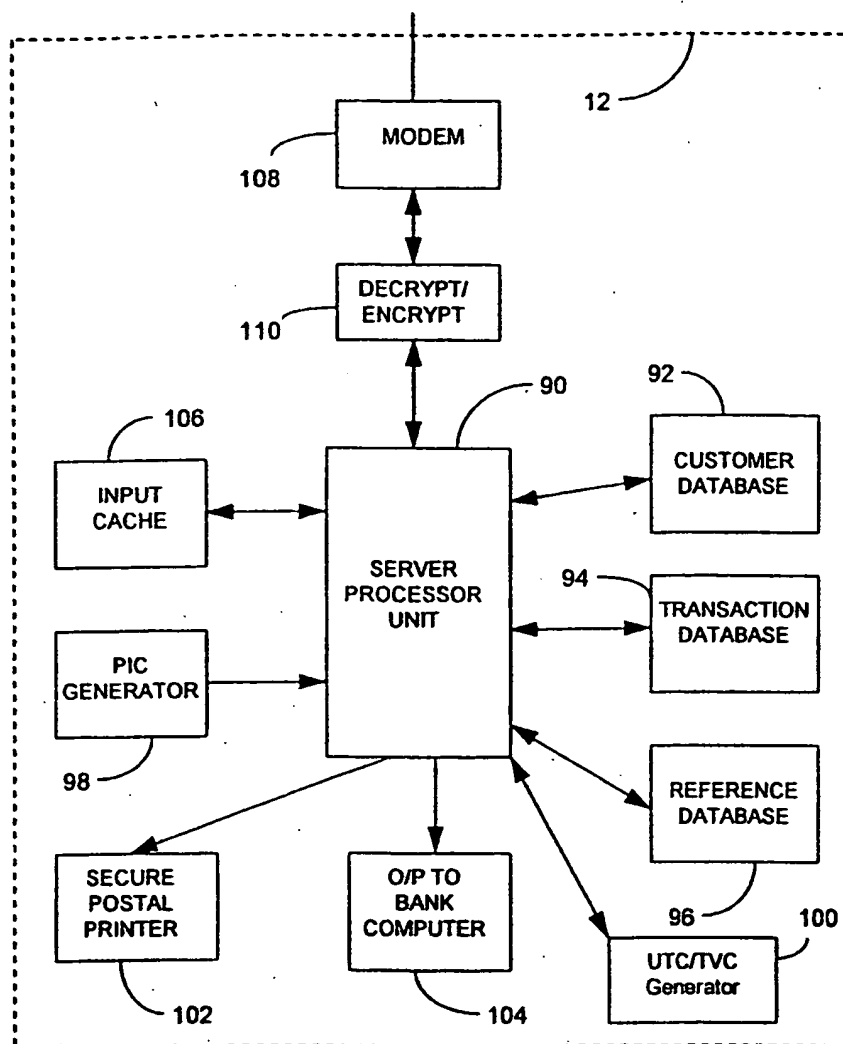 12
MODEM
108
DECRYPT/
ENCRYPT
110
90
92
106
CUSTOMER
DATABASE
INPUT
CACHE
SERVER
PROCESSOR
UNIT
94
TRANSACTION
DATABASE
PIC
GENERATOR
98
REFERENCE
DATABASE
SECURE
POSTAL
PRINTER
O/P TO
BANK
COMPUTER
96
100
UTC/TVC
Generator
102
104